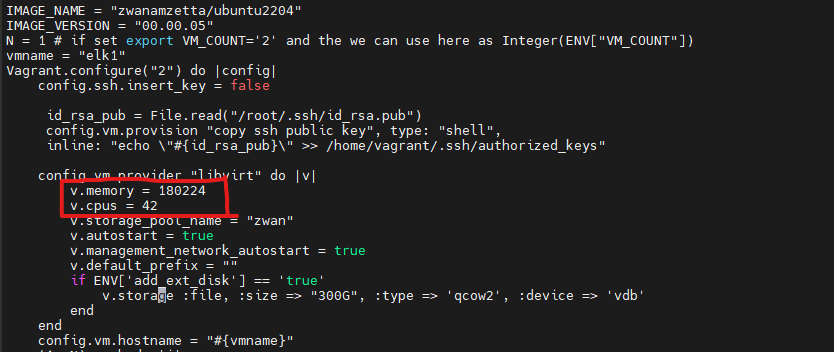 IMAGE_NAME = "zwanamzetta/ubuntu2204"
IMAGE_VERSION = "00.00.05"
N = 1 # if set export VM_COUNT='2' and the we can use here as Integer(ENV["VM_COUNT"])
vmname = "elk1"
Vagrant.configure("2") do |config|
    config.ssh.insert_key = false

     id_rsa_pub = File.read("/root/.ssh/id_rsa.pub")
     config.vm.provision "copy ssh public key", type: "shell",
     inline: "echo \"#{id_rsa_pub}\" >> /home/vagrant/.ssh/authorized_keys"

    config.vm.provider "libvirt" do |v|
        v.memory = 180224
        v.cpus = 42
        v.storage_pool_name = "zwan"
        v.autostart = true
        v.management_network_autostart = true
        v.default_prefix = ""
        if ENV['add_ext_disk'] == 'true'
            v.storage :file, :size => "300G", :type => 'qcow2', :device => 'vdb'
        end
    end
    config.vm.hostname = "#{vmname}"